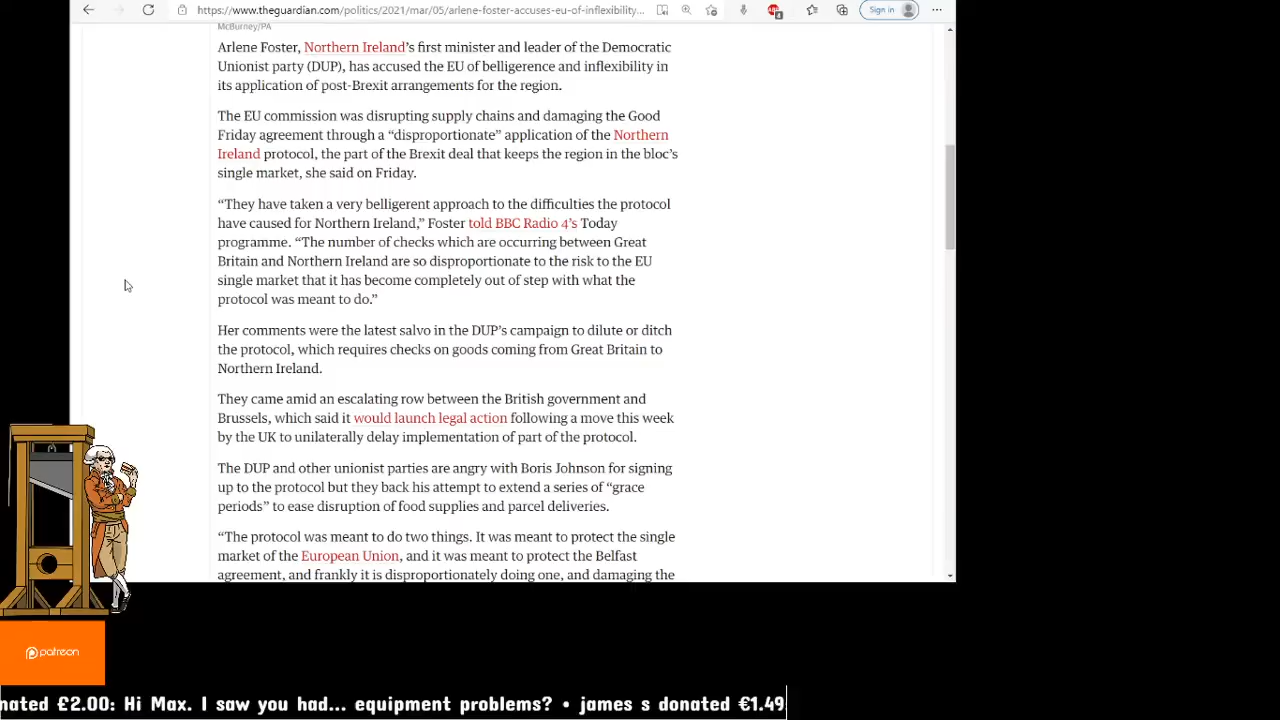 https://www.theguardian.com/politics/2021/mar/05/arlene-foster-accuses-eu-of-inflexibility...
Sign in
McBurney/PA
Arlene Foster, Northern Ireland's first minister and leader of the Democratic
Unionist party (DUP), has accused the EU of belligerence and inflexibility in
its application of post-Brexit arrangements for the region.
The EU commission was disrupting supply chains and damaging the Good
Friday agreement through a “disproportionate” application of the Northern
Ireland protocol, the part of the Brexit deal that keeps the region in the bloc's
single market, she said on Friday.
“They have taken a very belligerent approach to the difficulties the protocol
have caused for Northern Ireland,” Foster told BBC Radio 4's Today
programme. “The number of checks which are occurring between Great
Britain and Northern Ireland are so disproportionate to the risk to the EU
single market that it has become completely out of step with what the
protocol was meant to do.”
Her comments were the latest salvo in the DUP's campaign to dilute or ditch
the protocol, which requires checks on goods coming from Great Britain to
Northern Ireland.
They came amid an escalating row between the British government and
Brussels, which said it would launch legal action following a move this week
by the UK to unilaterally delay implementation of part of the protocol.
The DUP and other unionist parties are angry with Boris Johnson for signing
up to the protocol but they back his attempt to extend a series of “grace
periods” to ease disruption of food supplies and parcel deliveries.
“The protocol was meant to do two things. It was meant to protect the single
market of the European Union, and it was meant to protect the Belfast
agreement, and frankly it is disproportionately doing one, and damaging the
patreon
nated £2.00: Hi Max. I saw you had... equipment problems? • james s donated €1.49